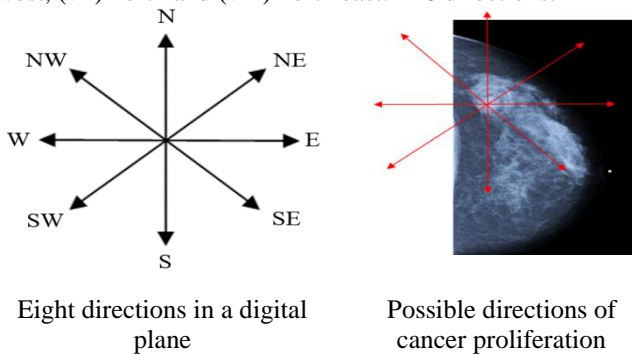 N
NW NE
W E
SW SE
S
Eight directions in a digital
plane
Possible directions of
cancer proliferation